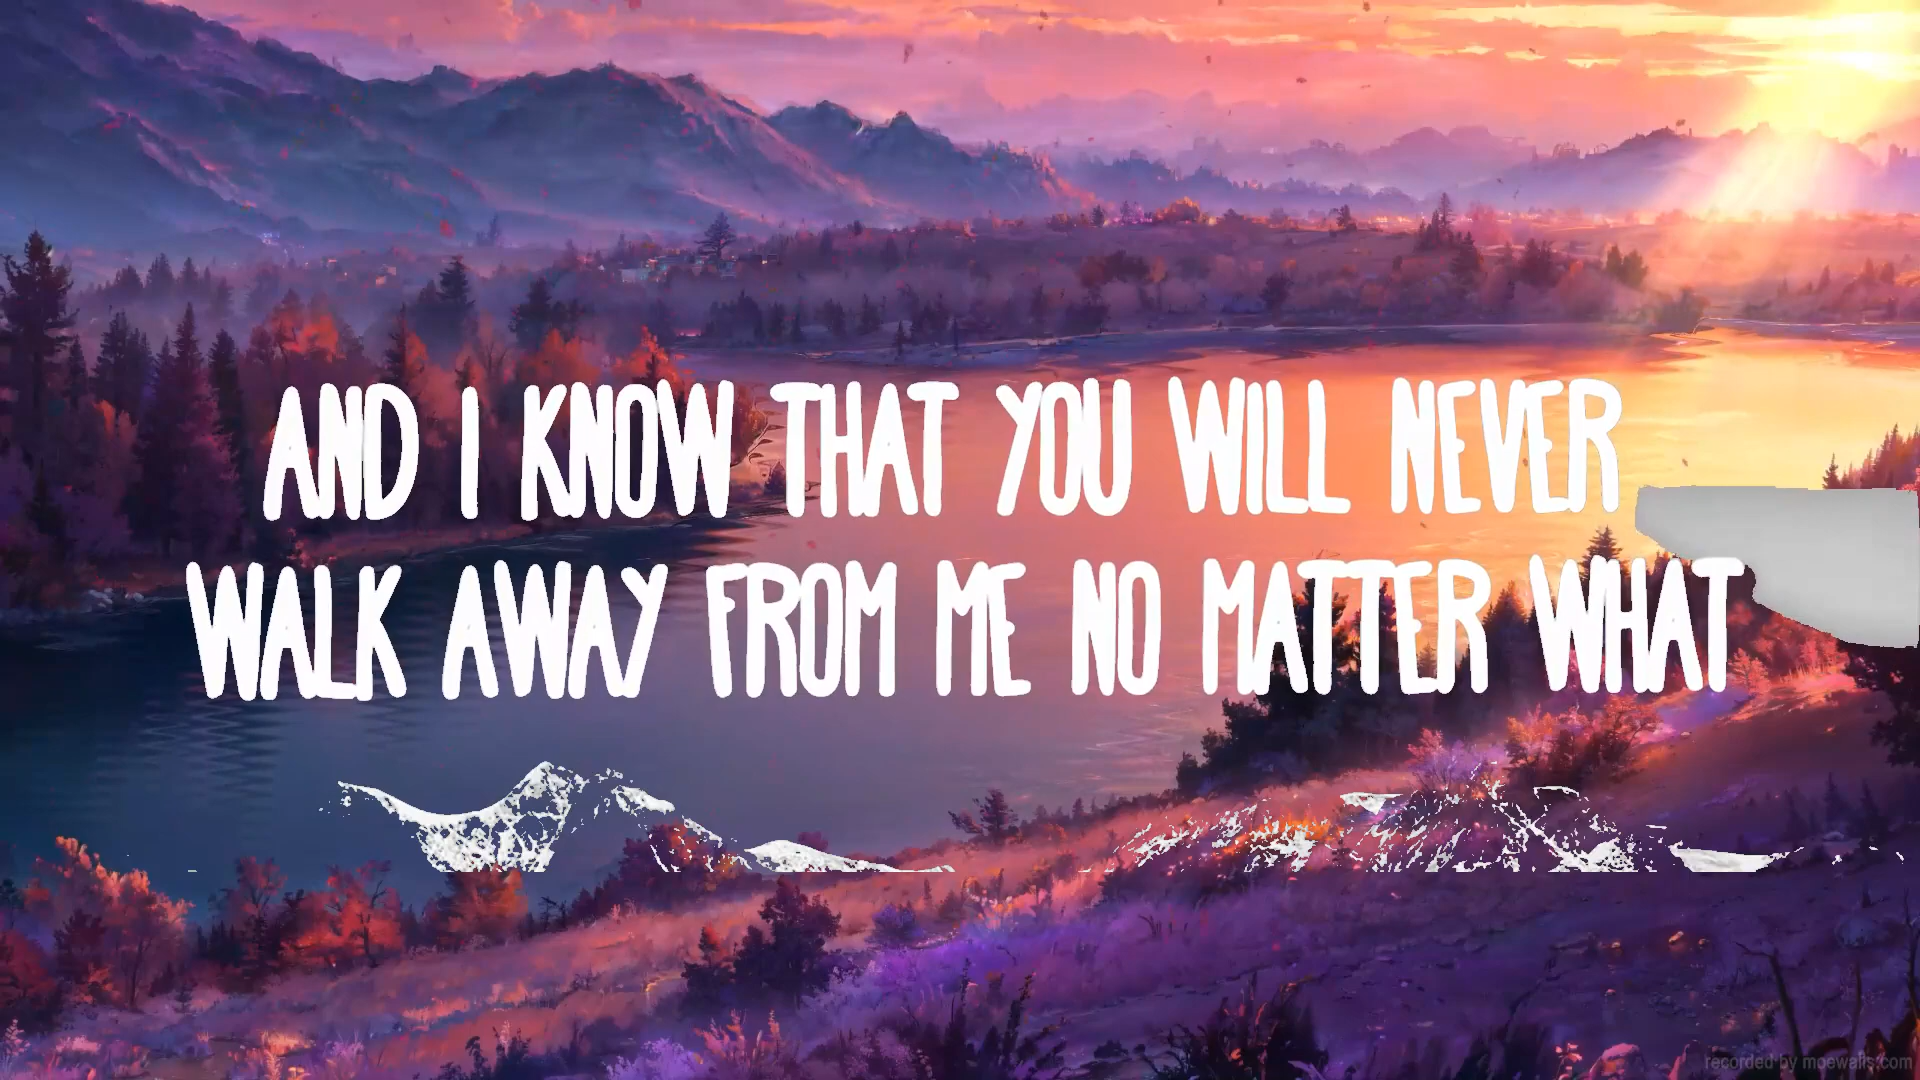 AND I KNOW THAT YOU WILL NEVER
WALK AWAY FROM ME NO MATTER WHAT
recorded by moewalls.com